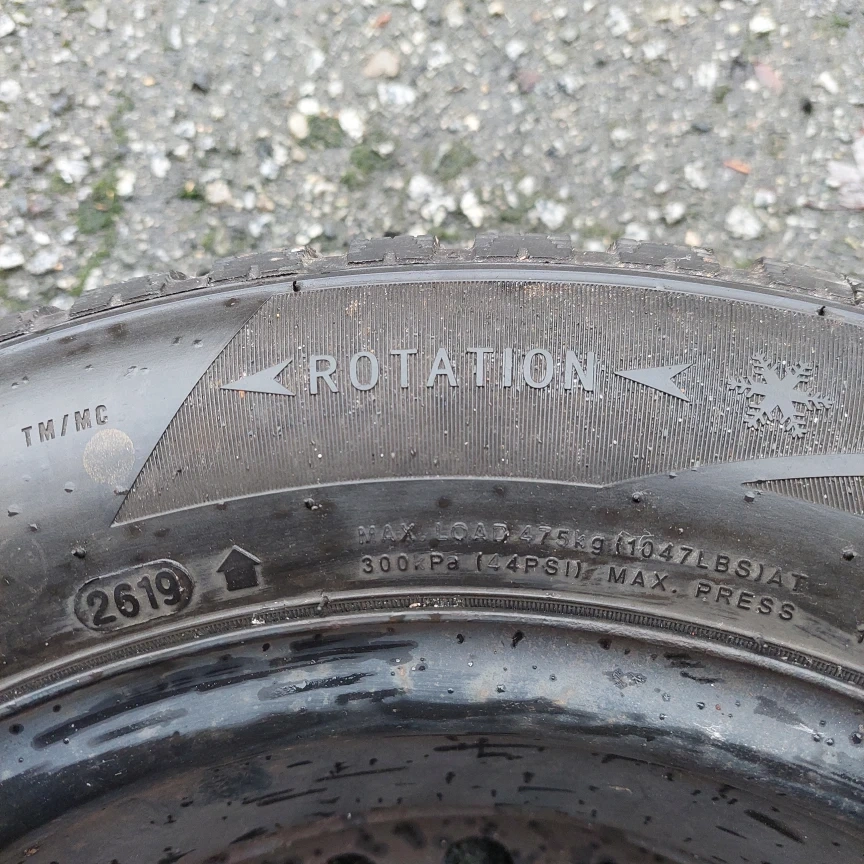 ROTATION
TM/MC
2619
MAX. LOAD 475kg (1047LBS) AT
300kPa (44PSI) MAX. PRESS